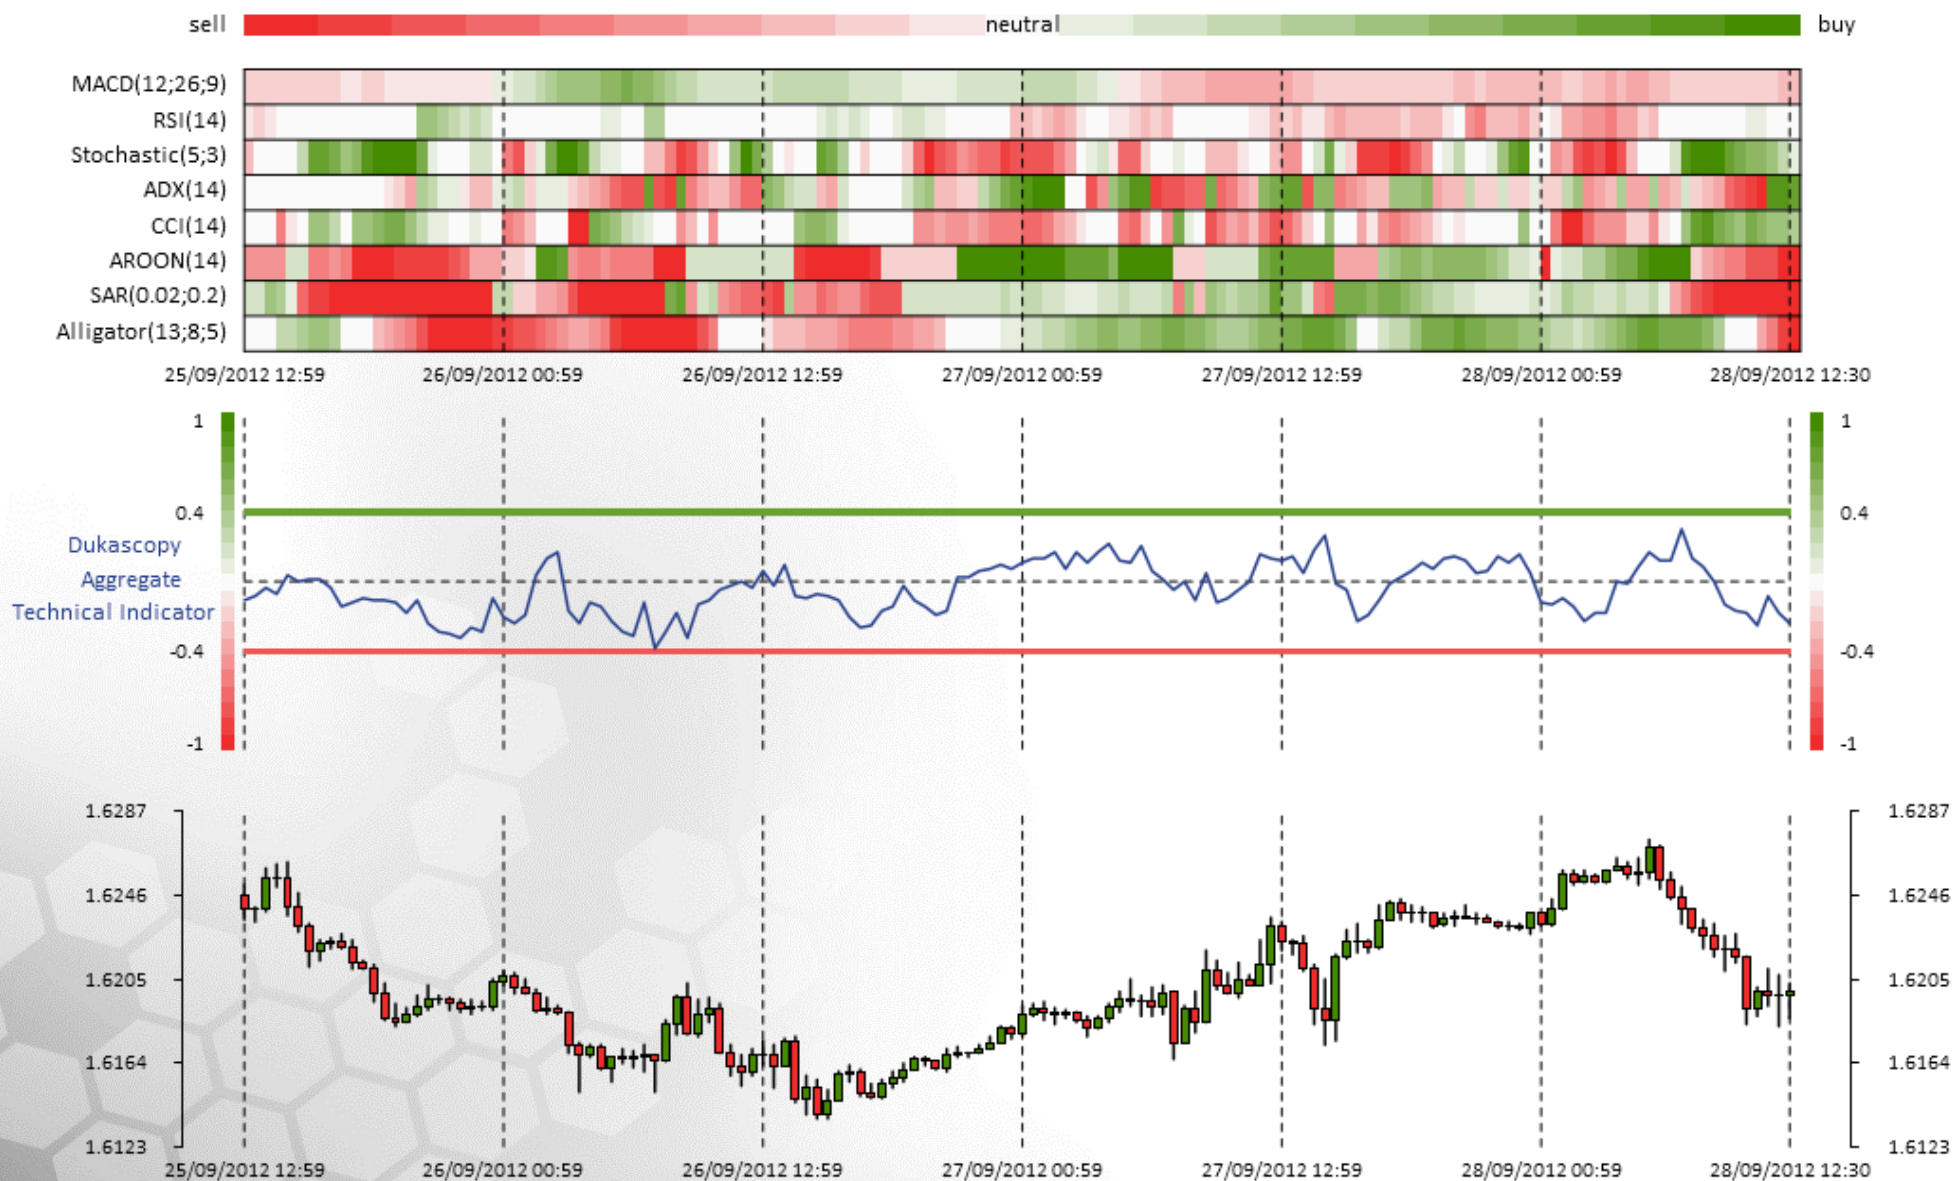 sell neutral buy
MACD(12;26;9)
RSI(14)
Stochastic(5;3)
ADX(14)
CCI(14)
AROON(14)
SAR(0.02;0.2)
Alligator(13;8;5)
25/09/2012 12:59 26/09/2012 00:59 26/09/2012 12:59 27/09/2012 00:59 27/09/2012 12:59 28/09/2012 00:59 28/09/2012 12:30
1 1
0.4 0.4
Dukascopy
Aggregate
Technical Indicator
-0.4 -0.4
-1 -1
1.6287 1.6287
1.6246 1.6246
1.6205 1.6205
1.6164 1.6164
1.6123 1.6123
25/09/2012 12:59 26/09/2012 00:59 26/09/2012 12:59 27/09/2012 00:59 27/09/2012 12:59 28/09/2012 00:59 28/09/2012 12:30